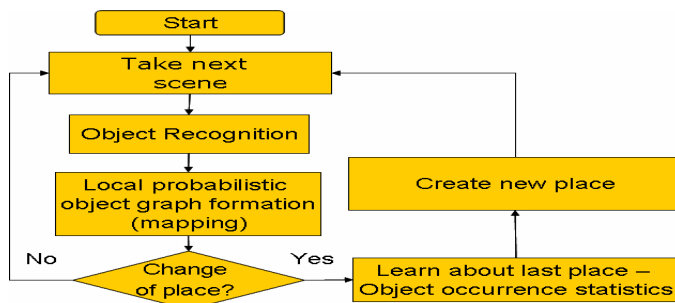 Start
Take next
scene
Object Recognition
Local probabilistic
object graph formation
(mapping)
Create new place
No
Change
of place?
Yes
Learn about last place –
Object occurrence statistics